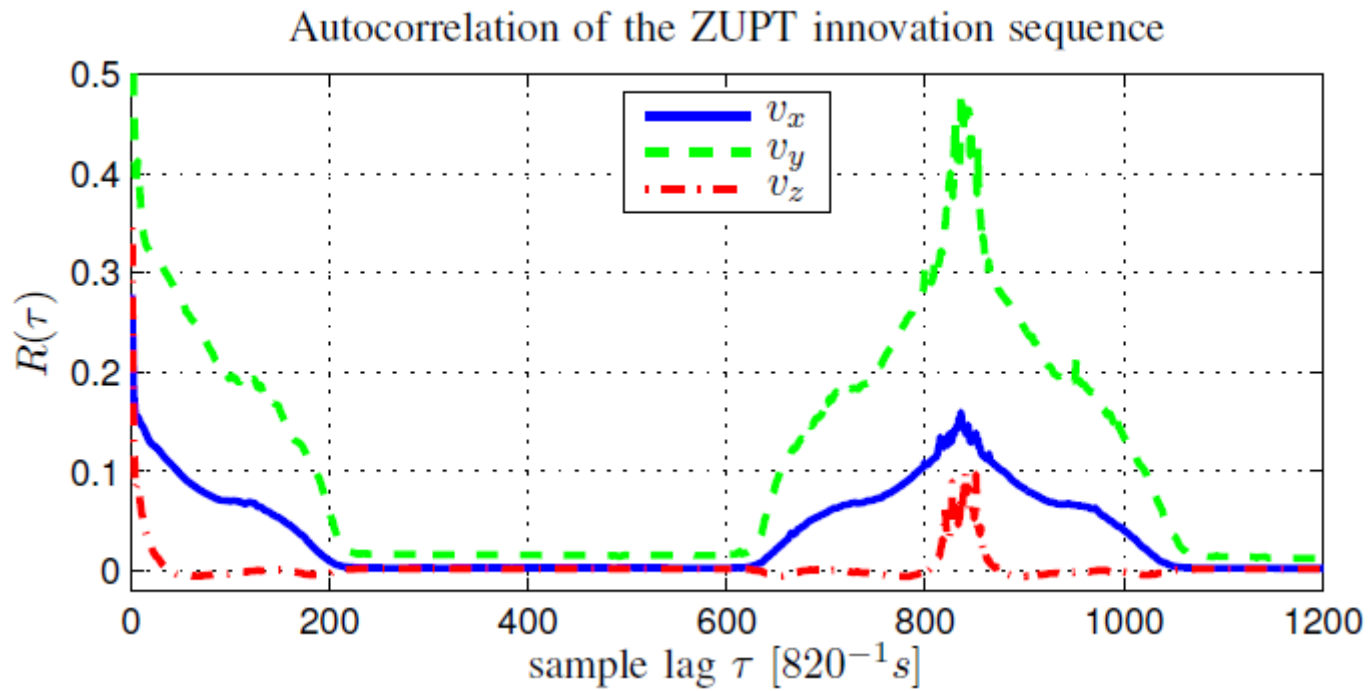 Autocorrelation of the ZUPT innovation sequence
0.5
0.4
0.3
0.2
0.1
0
R(τ)
v_x
v_y
v_z
0 200 400 600 800 1000 1200
sample lag τ [820⁻¹s]